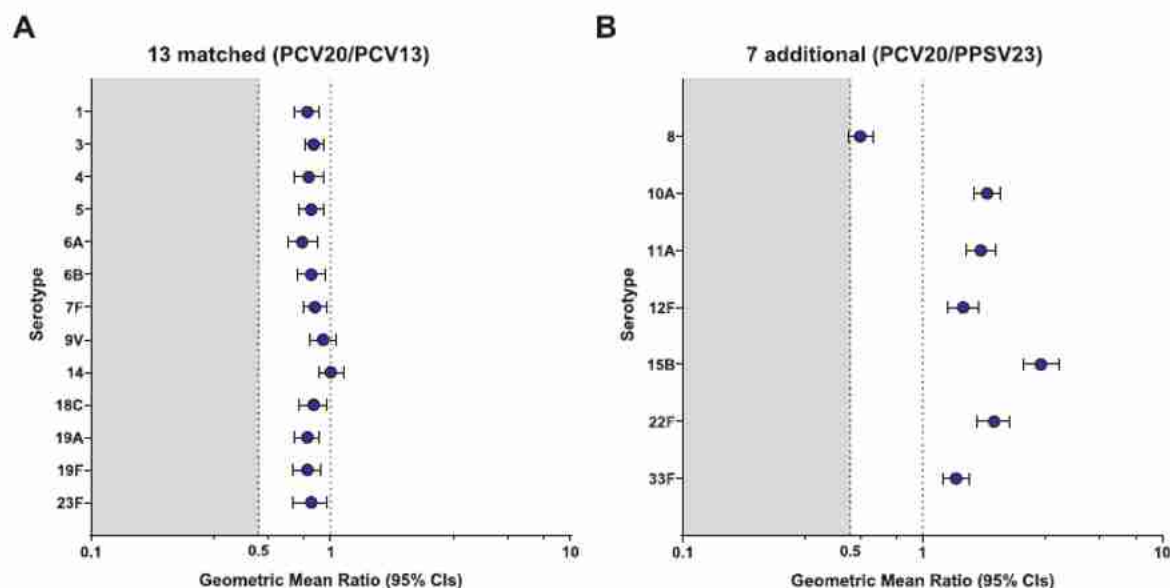 A
13 matched (PCV20/PCV13)
Serotype
1
3
4
5
6A
6B
7F
9V
14
18C
19A
19F
23F
0.1 0.5 1 10
Geometric Mean Ratio (95% CIs)
B
7 additional (PCV20/PPSV23)
Serotype
8
10A
11A
12F
15B
22F
33F
0.1 0.5 1 10
Geometric Mean Ratio (95% CIs)